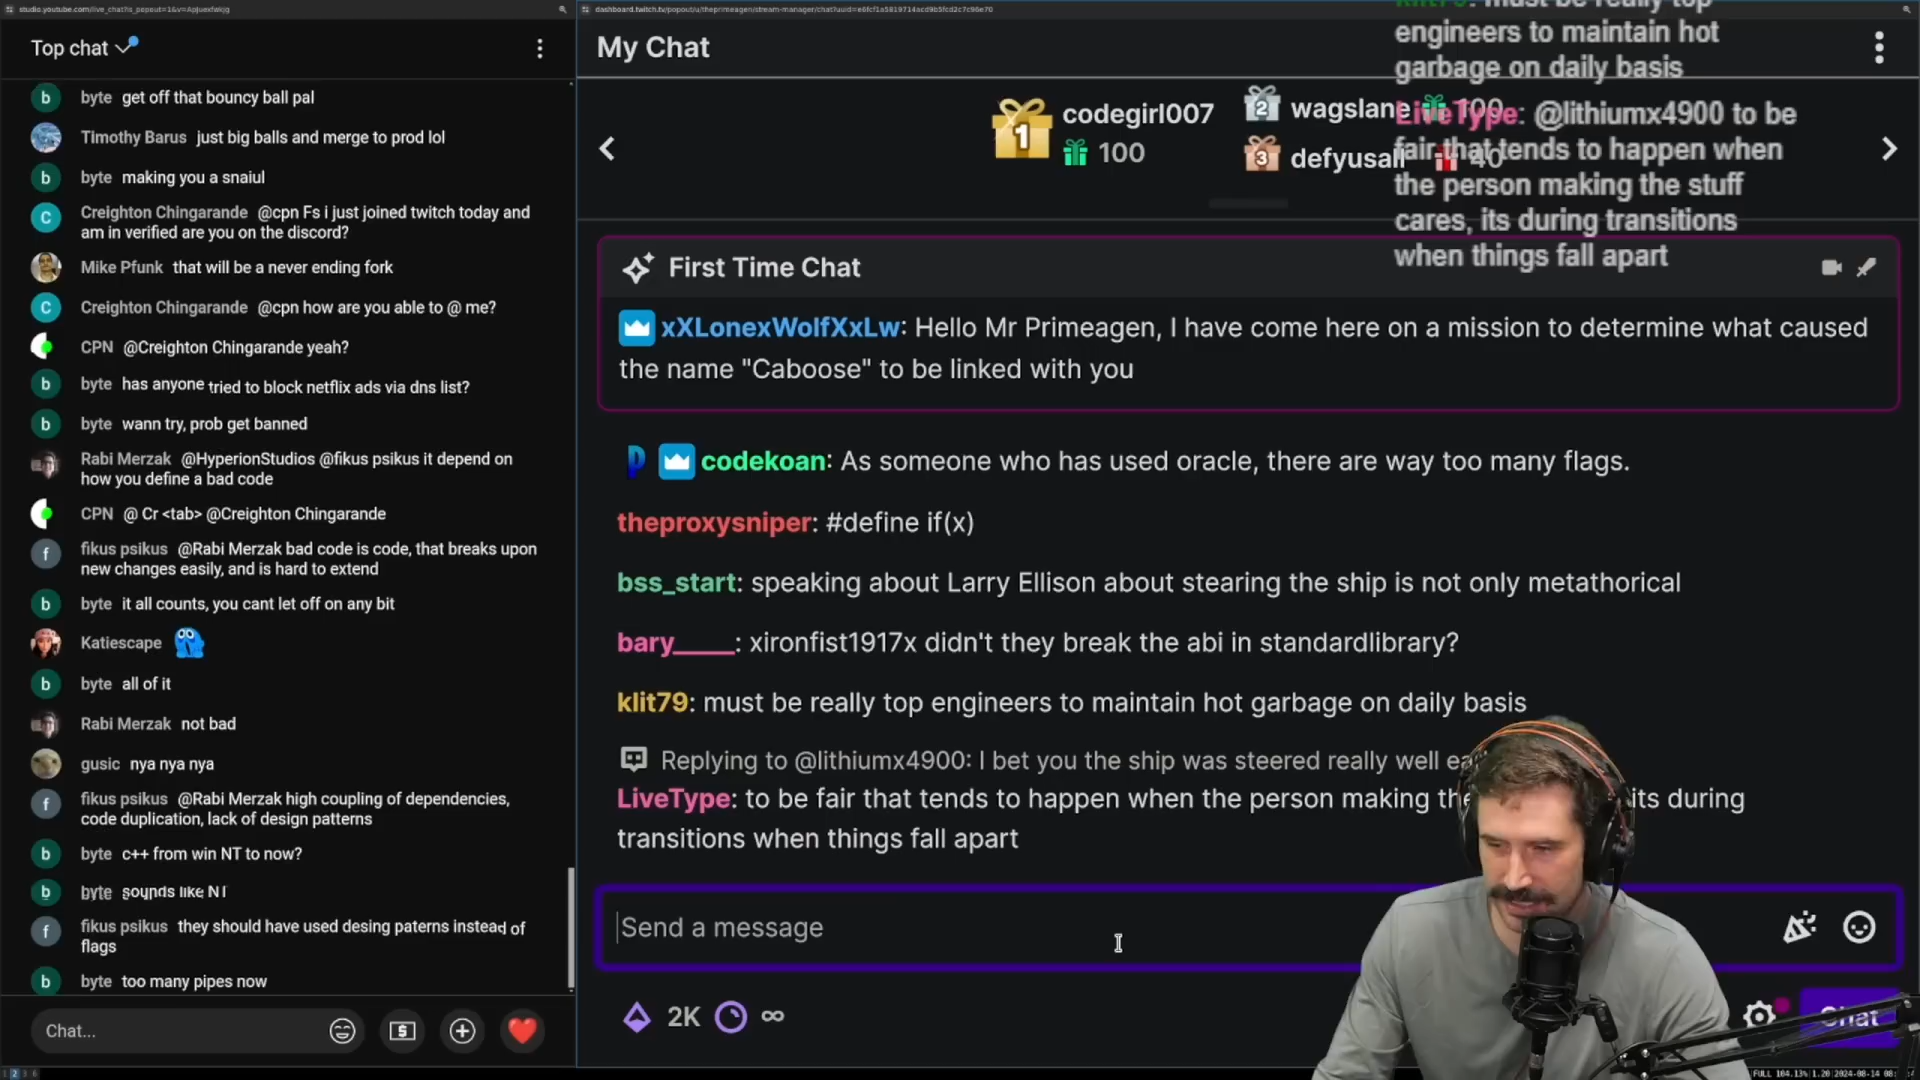 studio.youtube.com/live_chat?is_popout=1&v=
dashboard.twitch.tv/popout/u/theprimeagen/stream-manager/chat?uuid=
Top chat
byte get off that bouncy ball pal
Timothy Barus just big balls and merge to prod lol
byte making you a snaiul
Creighton Chingarande @cpn Fs i just joined twitch today and
am in verified are you on the discord?
Mike Pfunk that will be a never ending fork
Creighton Chingarande @cpn how are you able to @ me?
CPN @Creighton Chingarande yeah?
byte has anyone tried to block netflix ads via dns list?
byte wann try, prob get banned
Rabi Merzak @HyperionStudios @fikus psikus it depend on
how you define a bad code
CPN @ Cr <tab> @Creighton Chingarande
fikus psikus @Rabi Merzak bad code is code, that breaks upon
new changes easily, and is hard to extend
byte it all counts, you cant let off on any bit
Katiescape
byte all of it
Rabi Merzak not bad
gusic nya nya nya
fikus psikus @Rabi Merzak high coupling of dependencies,
code duplication, lack of design patterns
byte c++ from win NT to now?
byte sounds like NT
fikus psikus they should have used desing paterns instead of
flags
byte too many pipes now
Chat...
My Chat
1 codegirl007
100
2 wagslane 100
3 defyusall 40
klit79: must be really top
engineers to maintain hot
garbage on daily basis
LiveType: @lithiumx4900 to be
fair that tends to happen when
the person making the stuff
cares, its during transitions
when things fall apart
First Time Chat
xXLonexWolfXxLw: Hello Mr Primeagen, I have come here on a mission to determine what caused
the name "Caboose" to be linked with you
codekoan: As someone who has used oracle, there are way too many flags.
theproxysniper: #define if(x)
bss_start: speaking about Larry Ellison about stearing the ship is not only metathorical
bary_____: xironfist1917x didn't they break the abi in standardlibrary?
klit79: must be really top engineers to maintain hot garbage on daily basis
Replying to @lithiumx4900: I bet you the ship was steered really well
LiveType: to be fair that tends to happen when the person making the its during
transitions when things fall apart
Send a message
2K ∞
Chat
FULL 104.13% 1.20 2024-08-14